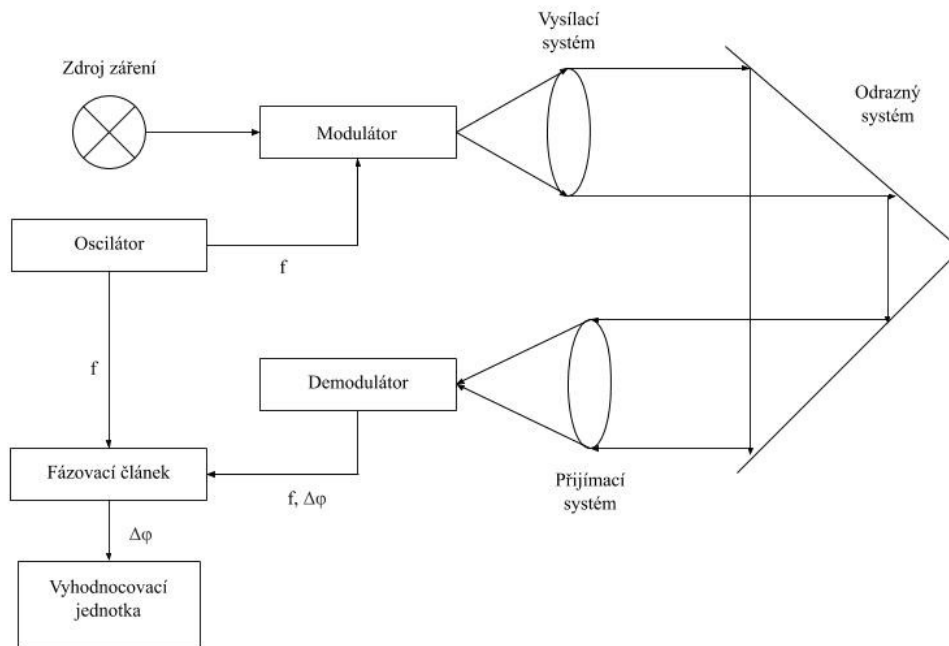 Vysílací
systém
Zdroj záření
Odrazný
systém
Modulátor
Oscilátor
f
f
Demodulátor
Fázovací článek
f, Δφ
Přijímací
systém
Δφ
Vyhodnocovací
jednotka